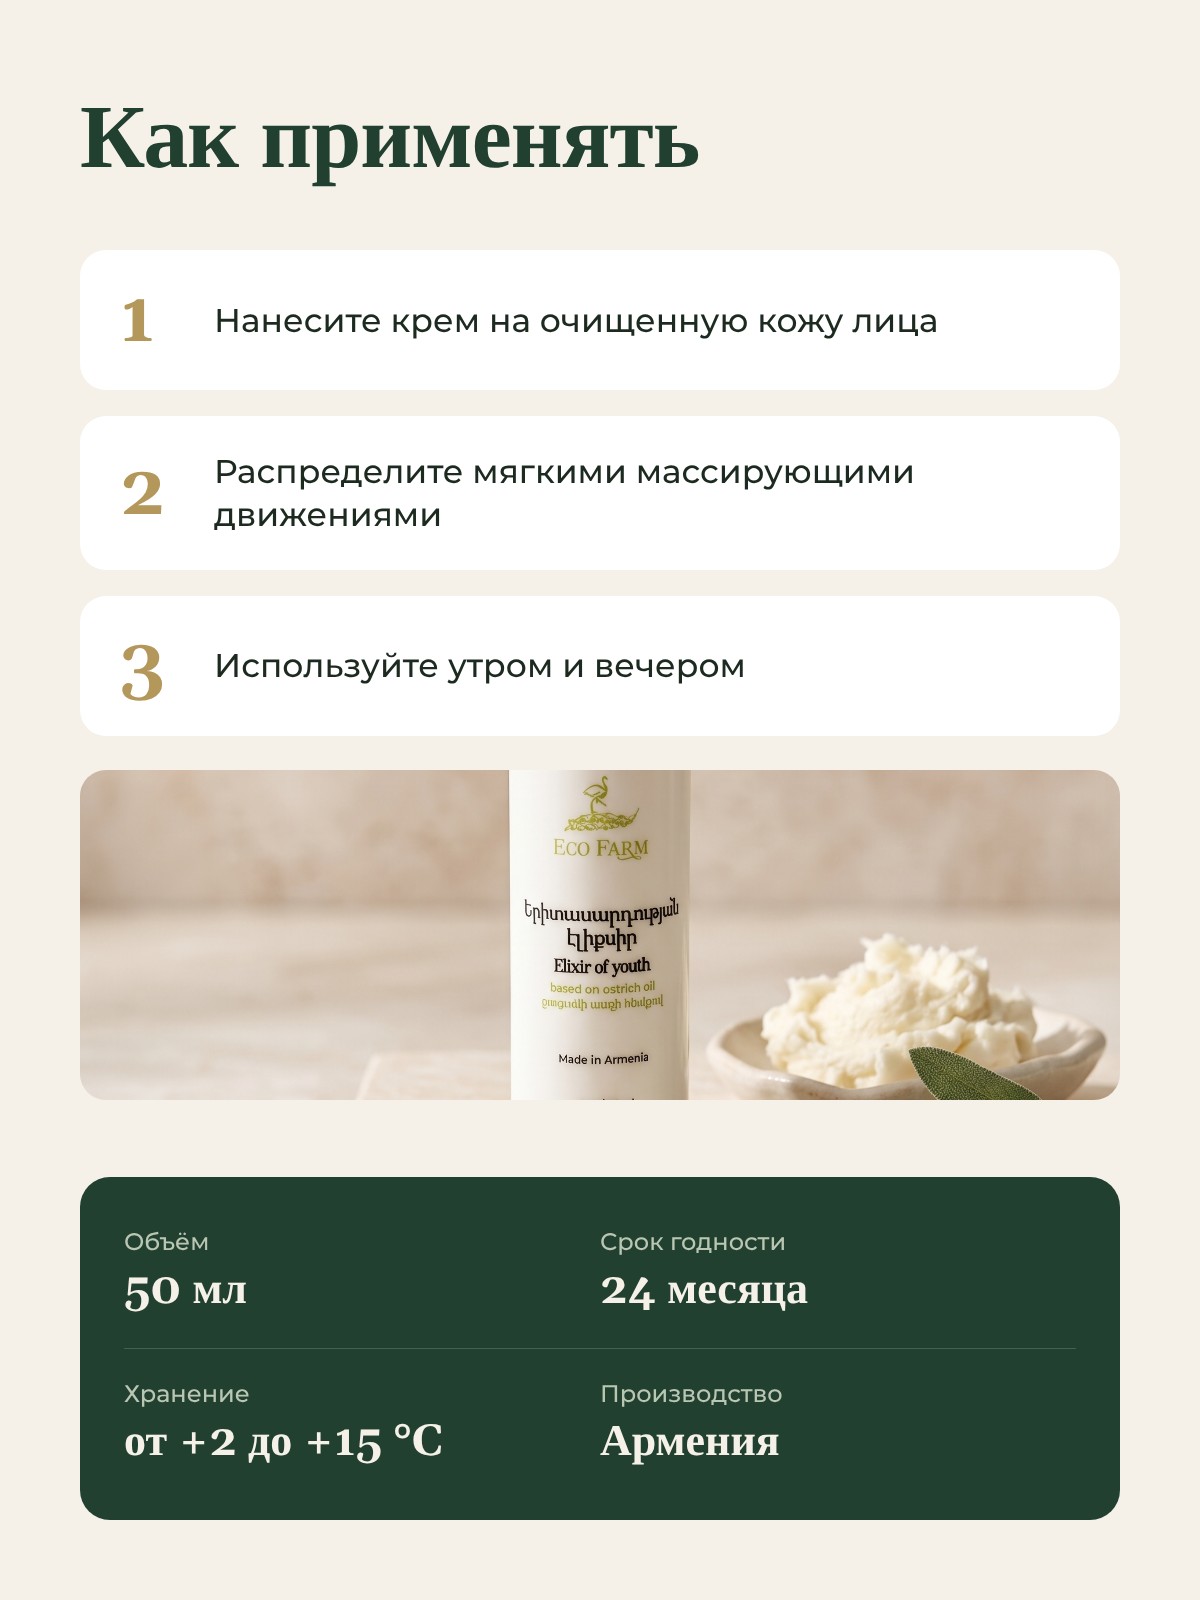 Как применять
1
Нанесите крем на очищенную кожу лица
2
Распределите мягкими массирующими
движениями
3
Используйте утром и вечером
ECO FARM
Երիտասարդության
էլիքսիր
Elixir of youth
based on ostrich oil
ջայլամի
Made in Armenia
Объём
50 мл
Срок годности
24 месяца
Хранение
от +2 до +15 °C
Производство
Армения